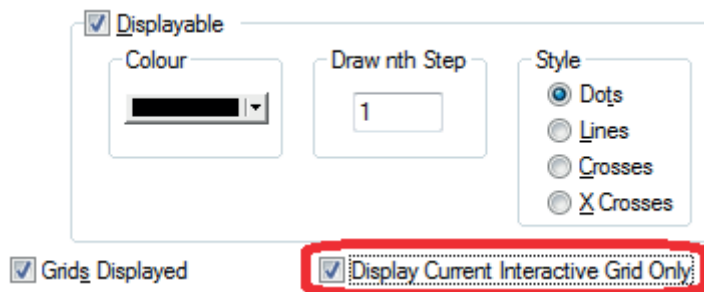 Displayable
Colour
Draw nth Step
Style
1
Dots
Lines
Crosses
X Crosses
Grids Displayed
Display Current Interactive Grid Only